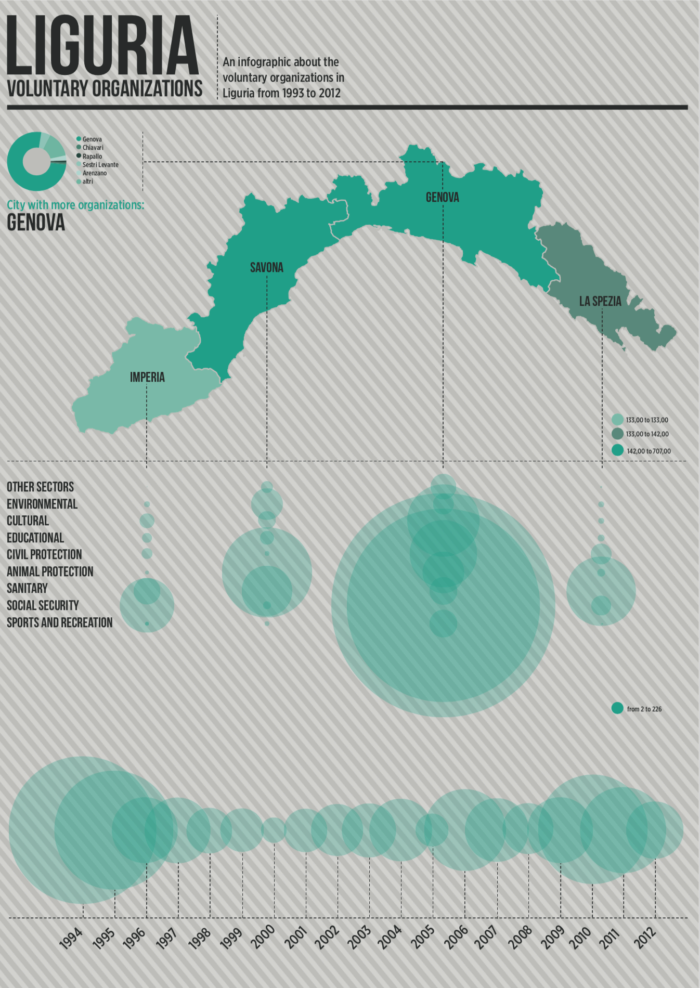 LIGURIA
VOLUNTARY ORGANIZATIONS
An infographic about the
voluntary organizations in
Liguria from 1993 to 2012
Genova
Chiavari
Rapallo
Sestri Levante
Arenzano
altri
City with more organizations:
GENOVA
GENOVA
SAVONA
LA SPEZIA
IMPERIA
133,00 to 133,00
133,00 to 142,00
142,00 to 707,00
OTHER SECTORS
ENVIRONMENTAL
CULTURAL
EDUCATIONAL
CIVIL PROTECTION
ANIMAL PROTECTION
SANITARY
SOCIAL SECURITY
SPORTS AND RECREATION
from 2 to 226
1994 1995 1996 1997 1998 1999 2000 2001 2002 2003 2004 2005 2006 2007 2008 2009 2010 2011 2012